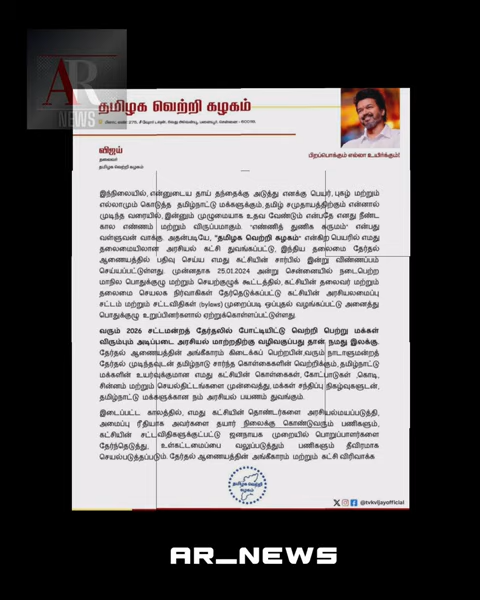 AR
NEWS
தமிழக வெற்றி கழகம்
விஜய்
தலைவர்
தமிழக வெற்றி கழகம்
பிறப்பொக்கும் எல்லா உயிர்க்கும்!
இந்நிலையில், என்னுடைய தாய் தந்தைக்கு அடுத்து எனக்கு பெயர், புகழ் மற்றும்
எல்லாமும் கொடுத்த தமிழ்நாட்டு மக்களுக்கும், தமிழ் சமுதாயத்திற்கும் என்னால்
முடிந்த வரையில், இன்னும் முழுமையாக உதவ வேண்டும் என்பதே எனது நீண்ட
கால எண்ணம் மற்றும் விருப்பமாகும். 'எண்ணித் துணிக கருமம்' என்பது
வள்ளுவன் வாக்கு. அதன்படியே, "தமிழக வெற்றி கழகம்" என்கிற பெயரில் எமது
தலைமையிலான அரசியல் கட்சி துவங்கப்பட்டு, இந்திய தலைமை தேர்தல்
ஆணையத்தில் பதிவு செய்ய எமது கட்சியின் சார்பில் இன்று விண்ணப்பம்
செய்யப்பட்டுள்ளது. முன்னதாக 25.01.2024 அன்று சென்னையில் நடைபெற்ற
மாநில பொதுக்குழு மற்றும் செயற்குழுக் கூட்டத்தில், கட்சியின் தலைவர் மற்றும்
தலைமை செயலக நிர்வாகிகள் தேர்தெடுக்கப்பட்டு கட்சியின் அரசியலமைப்பு
சட்டம் மற்றும் சட்டவிதிகள் (bylaws) முறைப்படி ஒப்புதல் வழங்கப்பட்டு அனைத்து
பொதுக்குழு உறுப்பினர்களால் ஏற்றுக்கொள்ளப்பட்டுள்ளது.
வரும் 2026 சட்டமன்றத் தேர்தலில் போட்டியிட்டு வெற்றி பெற்று மக்கள்
விரும்பும் அடிப்படை அரசியல் மாற்றத்திற்கு வழிவகுப்பது தான் நமது இலக்கு.
தேர்தல் ஆணையத்தின் அங்கீகாரம் கிடைக்கப் பெற்றபின்,வரும் நாடாளுமன்றத்
தேர்தல் முடிந்தவுடன் தமிழ்நாடு சார்ந்த கொள்கைகளின் வெற்றிக்கும், தமிழ்நாட்டு
மக்களின் உயர்வுக்குமான எமது கட்சியின் கொள்கைகள், கோட்பாடுகள் ,கொடி,
சின்னம் மற்றும் செயல்திட்டங்களை முன்வைத்து, மக்கள் சந்திப்பு நிகழ்வுகளுடன்,
தமிழ்நாட்டு மக்களுக்கான நம் அரசியல் பயணம் துவங்கும்.
இடைப்பட்ட காலத்தில், எமது கட்சியின் தொண்டர்களை அரசியல்மயப்படுத்தி,
அமைப்பு ரீதியாக அவர்களை தயார் நிலைக்கு கொண்டுவரும் பணிகளும்,
கட்சியின் சட்ட விதிகளுக்குட்பட்டு ஜனநாயக முறையில் பொறுப்பாளர்களை
தேர்ந்தெடுத்து, உள்கட்டமைப்பை வலுப்படுத்தும் பணிகளும் தீவிரமாக
செயல்படுத்தப்படும். தேர்தல் ஆணையத்தின் அங்கீகாரம் மற்றும் கட்சி விரிவாக்க
தமிழக வெற்றி
கழகம்
@tvkvijayofficial
AR_NEWS